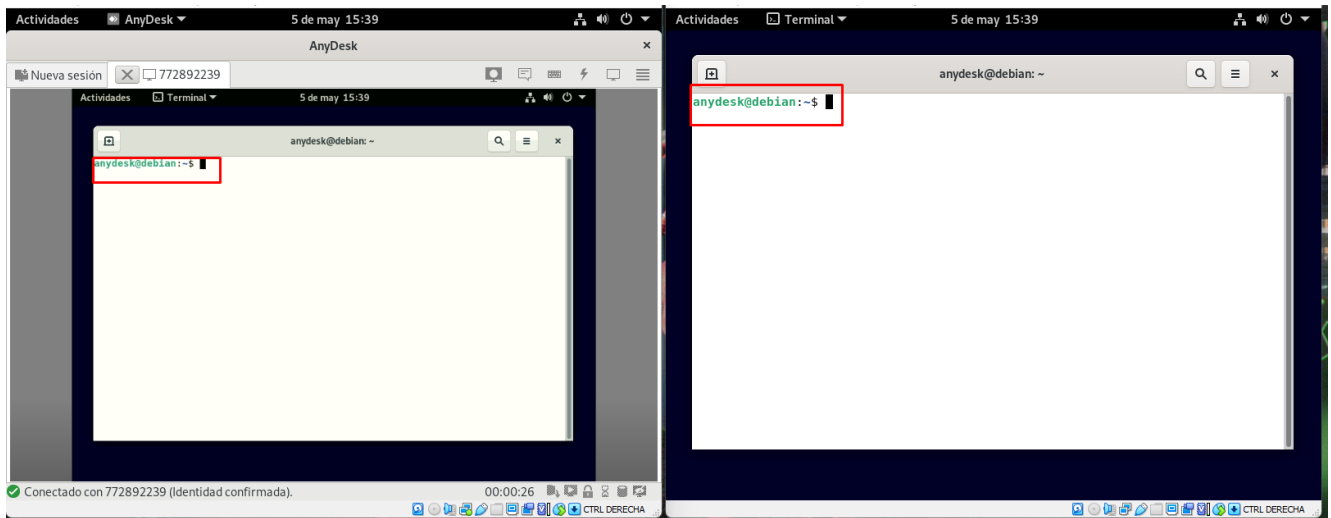 Actividades AnyDesk 5 de may 15:39
AnyDesk
Nueva sesión 772892239
Actividades Terminal 5 de may 15:39
anydesk@debian: ~
anydesk@debian:~$
Conectado con 772892239 (Identidad confirmada). 00:00:26
CTRL DERECHA
Actividades Terminal 5 de may 15:39
anydesk@debian: ~
anydesk@debian:~$
CTRL DERECHA